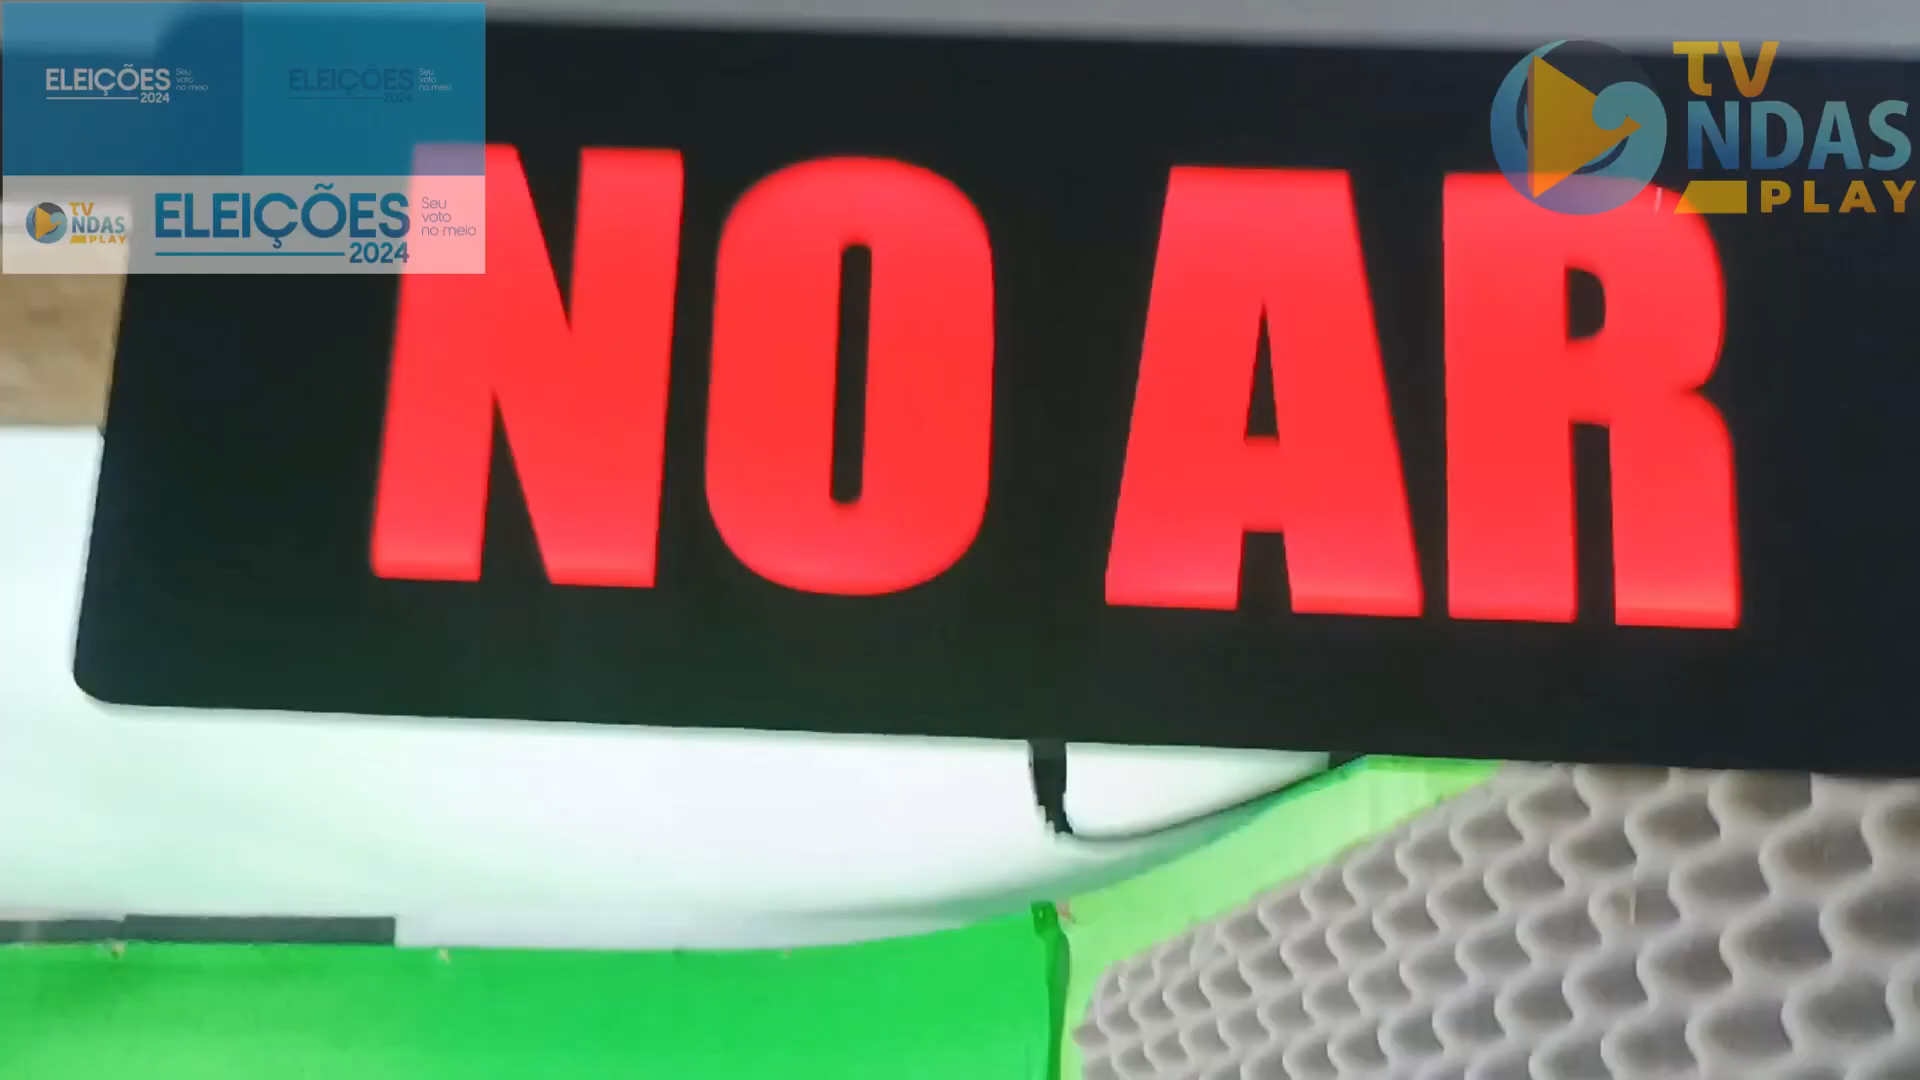 ELEIÇÕES Seu voto no meio
2024
ELEIÇÕES Seu voto no meio
2024
TV
NDAS
PLAY
ELEIÇÕES
2024
Seu
voto
no meio
NO AR
TV
NDAS
PLAY